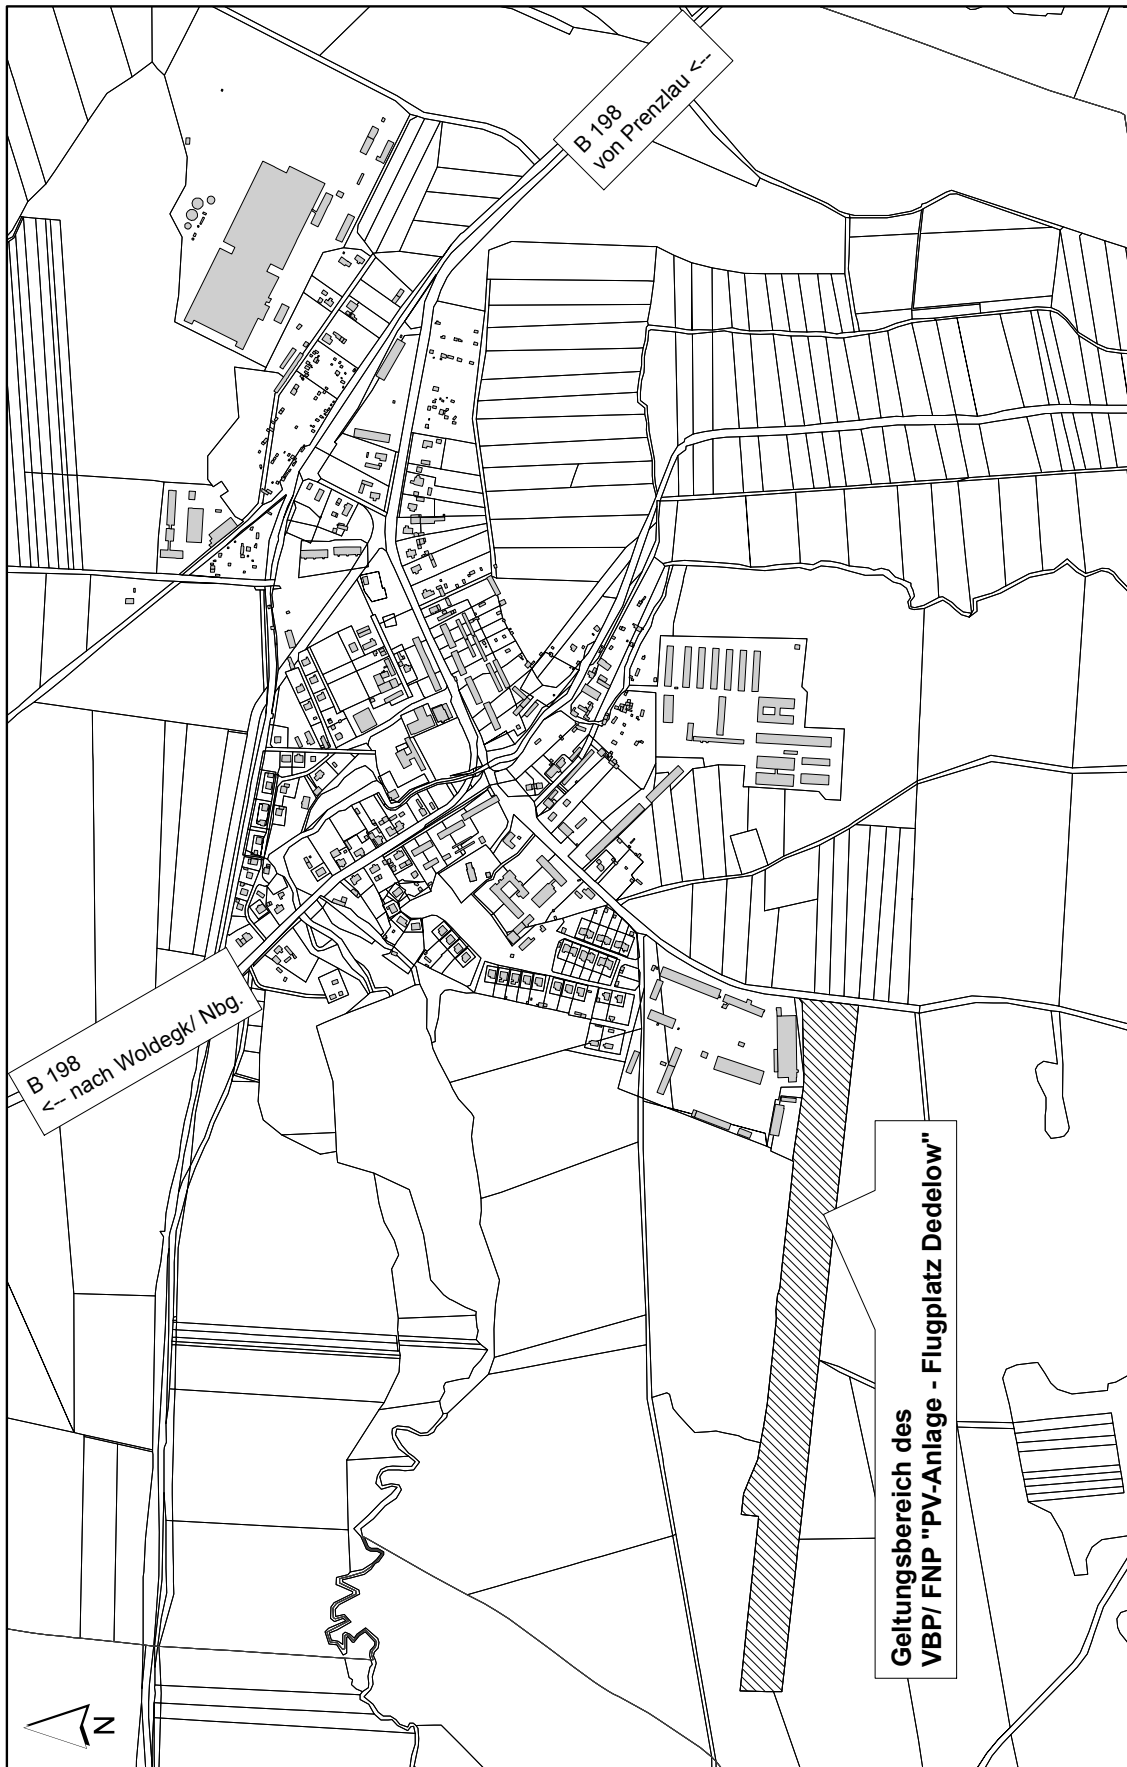 B 198
von Prenzlau <--
B 198
<-- nach Woldegk/ Nbg.
Geltungsbereich des
VBP/ FNP "PV-Anlage - Flugplatz Dedelow"
N